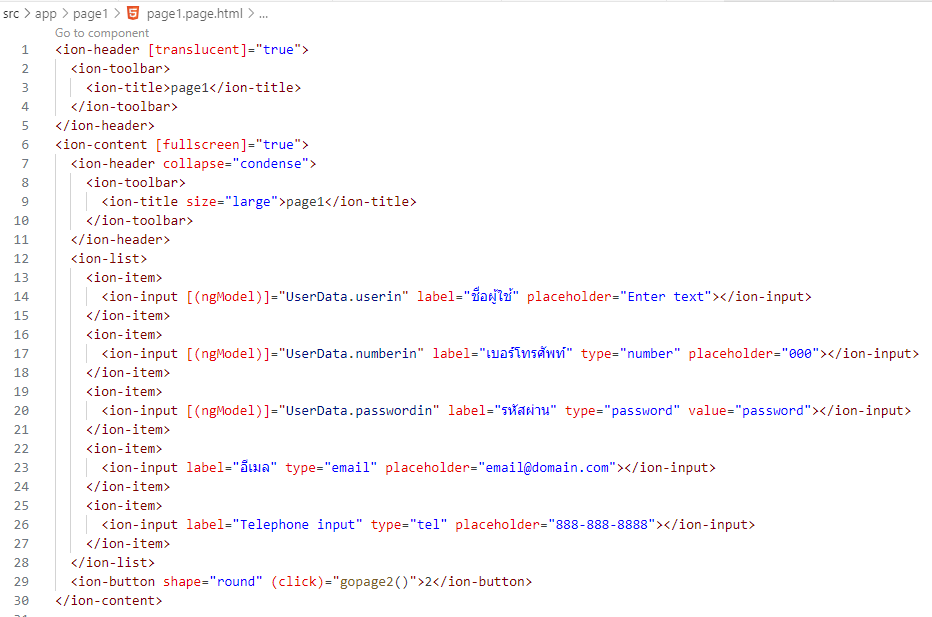 src > app > page1 > page1.page.html > ...
Go to component
1 <ion-header [translucent]="true">
2 <ion-toolbar>
3 <ion-title>page1</ion-title>
4 </ion-toolbar>
5 </ion-header>
6 <ion-content [fullscreen]="true">
7 <ion-header collapse="condense">
8 <ion-toolbar>
9 <ion-title size="large">page1</ion-title>
10 </ion-toolbar>
11 </ion-header>
12 <ion-list>
13 <ion-item>
14 <ion-input [(ngModel)]="UserData.userin" label="ชื่อผู้ใช้" placeholder="Enter text"></ion-input>
15 </ion-item>
16 <ion-item>
17 <ion-input [(ngModel)]="UserData.numberin" label="เบอร์โทรศัพท์" type="number" placeholder="000"></ion-input>
18 </ion-item>
19 <ion-item>
20 <ion-input [(ngModel)]="UserData.passwordin" label="รหัสผ่าน" type="password" value="password"></ion-input>
21 </ion-item>
22 <ion-item>
23 <ion-input label="อีเมล" type="email" placeholder="email@domain.com"></ion-input>
24 </ion-item>
25 <ion-item>
26 <ion-input label="Telephone input" type="tel" placeholder="888-888-8888"></ion-input>
27 </ion-item>
28 </ion-list>
29 <ion-button shape="round" (click)="gopage2()">2</ion-button>
30 </ion-content>